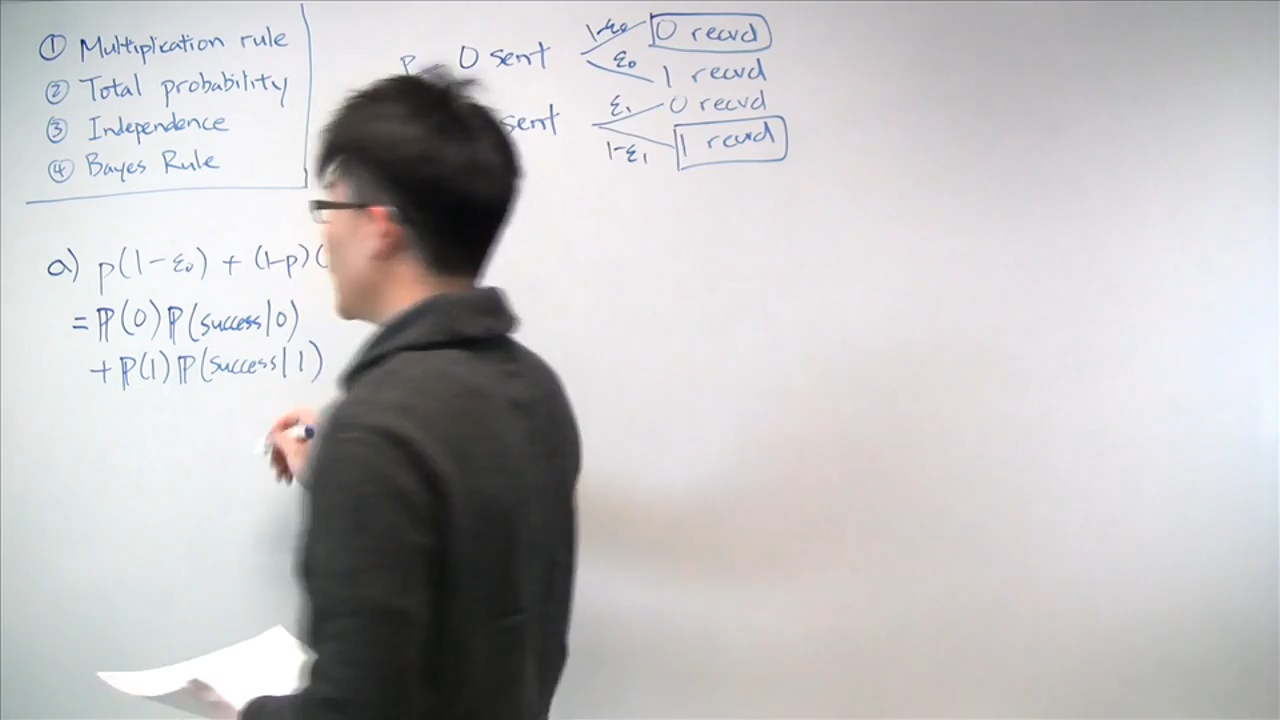 ① Multiplication rule
② Total probability
③ Independence
④ Bayes Rule
p 0 sent
1-ε₀ 0 recvd
ε₀ 1 recvd
sent
ε₁ 0 recvd
1-ε₁ 1 recvd
a) p(1-ε₀) + (1-p)(
= ℙ(0)ℙ(success|0)
+ ℙ(1)ℙ(success|1)